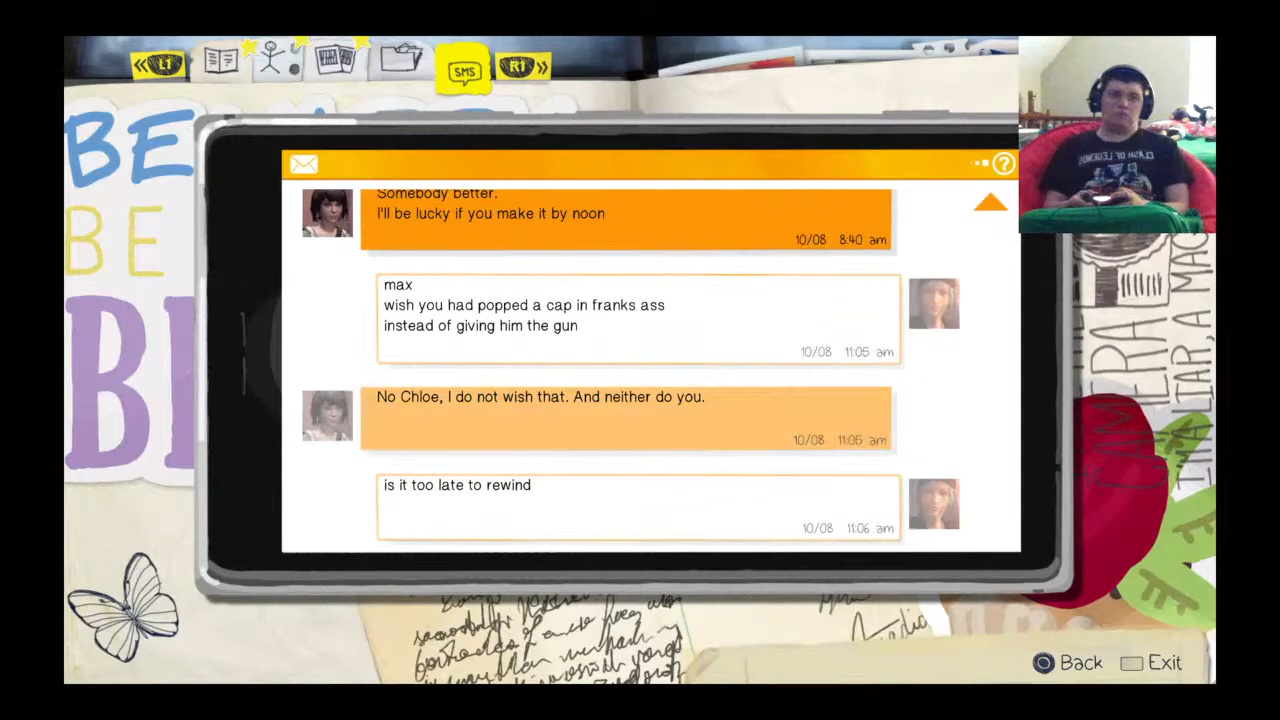 LT
SMS
R1
BE
BE
BE
Somebody better.
I'll be lucky if you make it by noon
10/08 8:40 am
max
wish you had popped a cap in franks ass
instead of giving him the gun
10/08 11:05 am
No Chloe, I do not wish that. And neither do you.
10/08 11:05 am
is it too late to rewind
10/08 11:06 am
Back
Exit